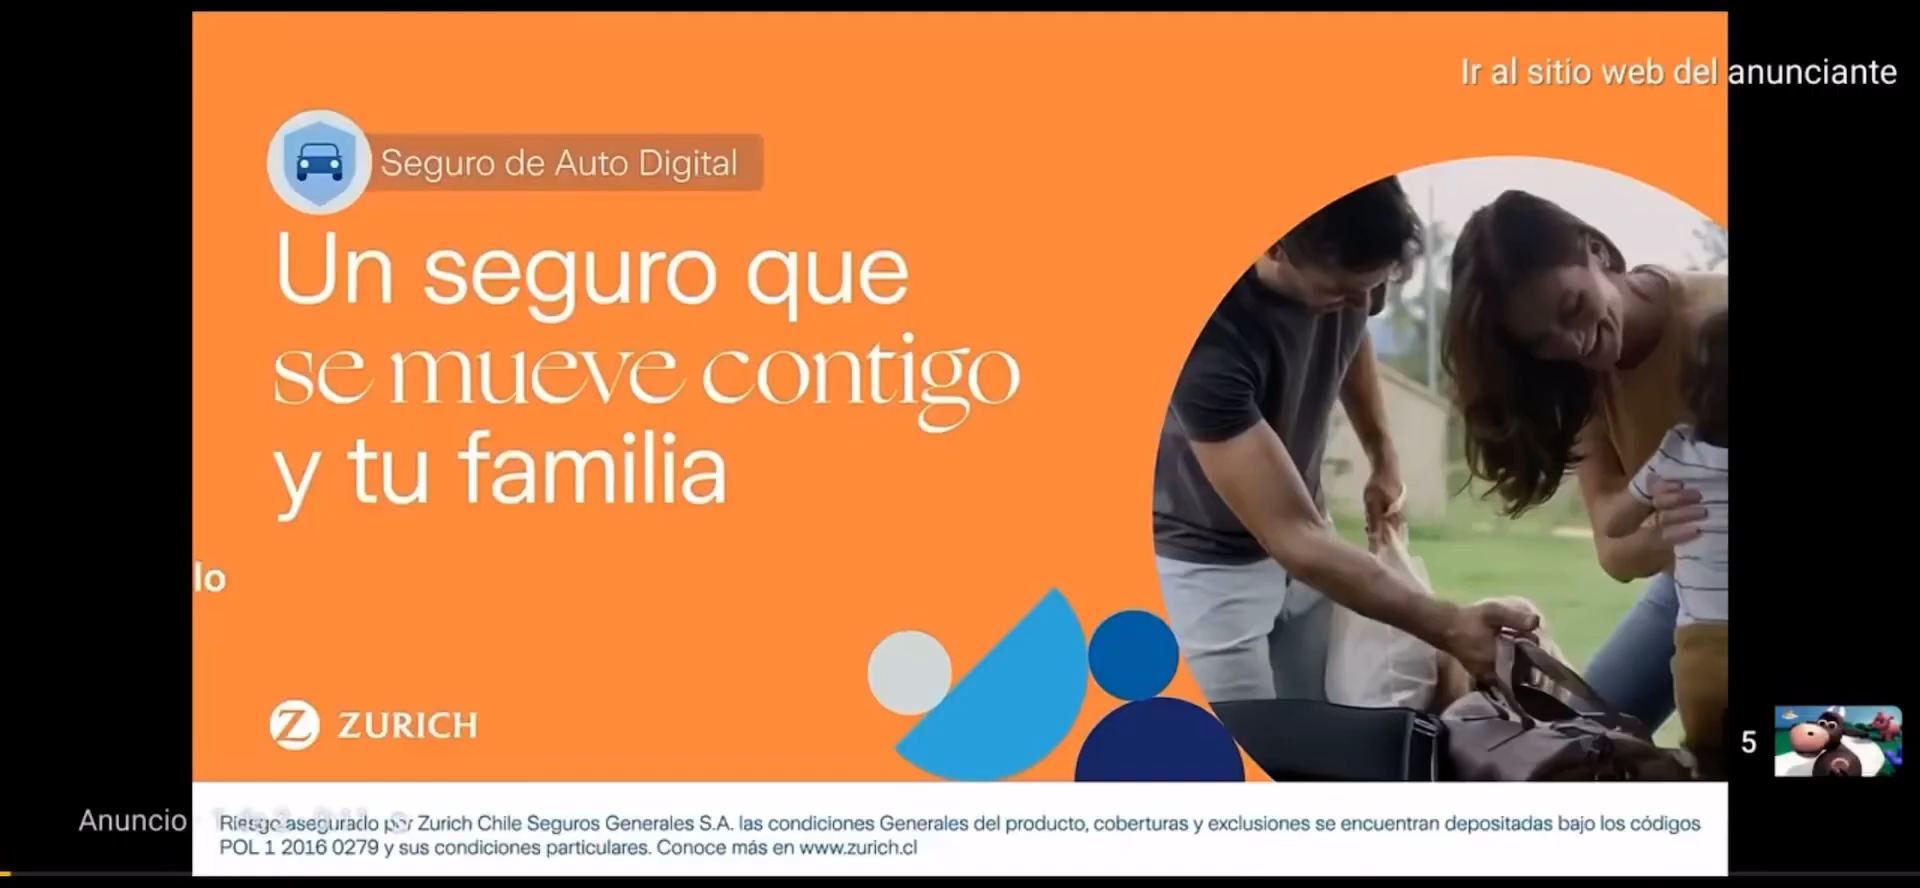 Ir al sitio web del anunciante
Seguro de Auto Digital
Un seguro que
se mueve contigo
y tu familia
lo
ZURICH
5
Anuncio
Riesgo asegurado por Zurich Chile Seguros Generales S.A. las condiciones Generales del producto, coberturas y exclusiones se encuentran depositadas bajo los códigos
POL 1 2016 0279 y sus condiciones particulares. Conoce más en www.zurich.cl